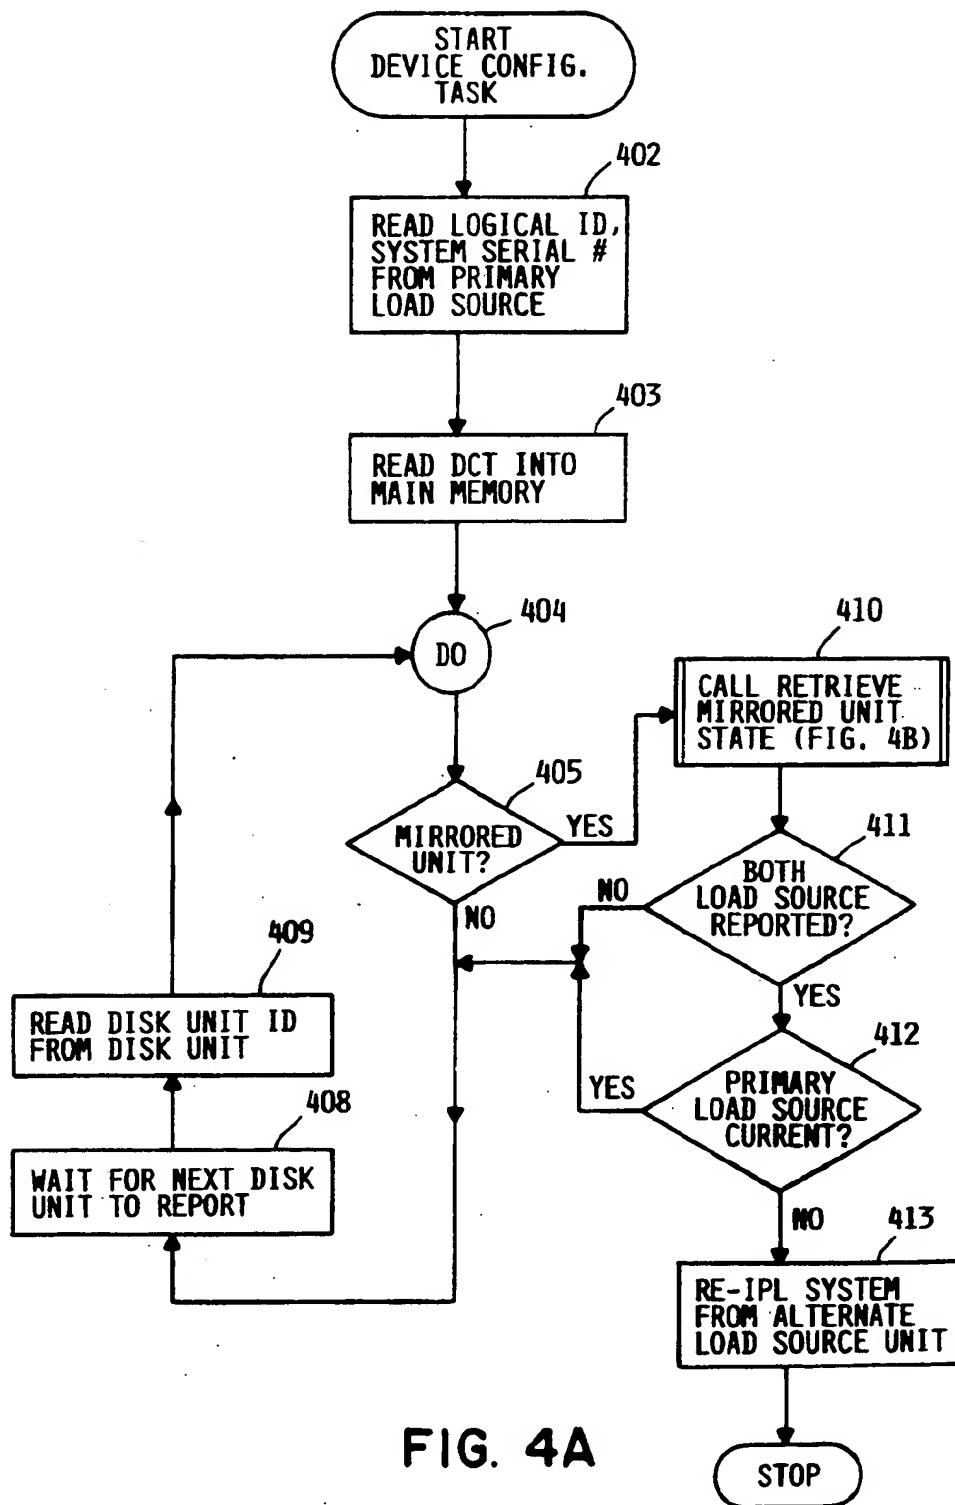 START
DEVICE CONFIG.
TASK
402
READ LOGICAL ID,
SYSTEM SERIAL #
FROM PRIMARY
LOAD SOURCE
403
READ DCT INTO
MAIN MEMORY
404
DO
405
MIRRORED
UNIT?
YES
NO
410
CALL RETRIEVE
MIRRORED UNIT
STATE (FIG. 4B)
411
BOTH
LOAD SOURCE
REPORTED?
NO
YES
412
PRIMARY
LOAD SOURCE
CURRENT?
YES
NO
409
READ DISK UNIT ID
FROM DISK UNIT
408
WAIT FOR NEXT DISK
UNIT TO REPORT
413
RE-IPL SYSTEM
FROM ALTERNATE
LOAD SOURCE UNIT
STOP
FIG. 4A